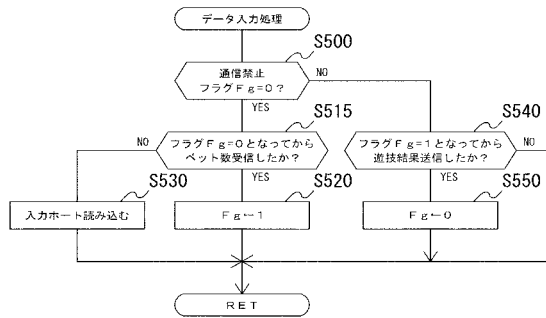 データ入力処理
S500
通信禁止
フラグFg=0?
NO
YES
S515
フラグFg=0となってから
ベット数受信したか?
NO
YES
S540
フラグFg=1となってから
遊技結果送信したか?
NO
YES
S530
入力ポート読み込む
S520
Fg←1
S550
Fg←0
RET